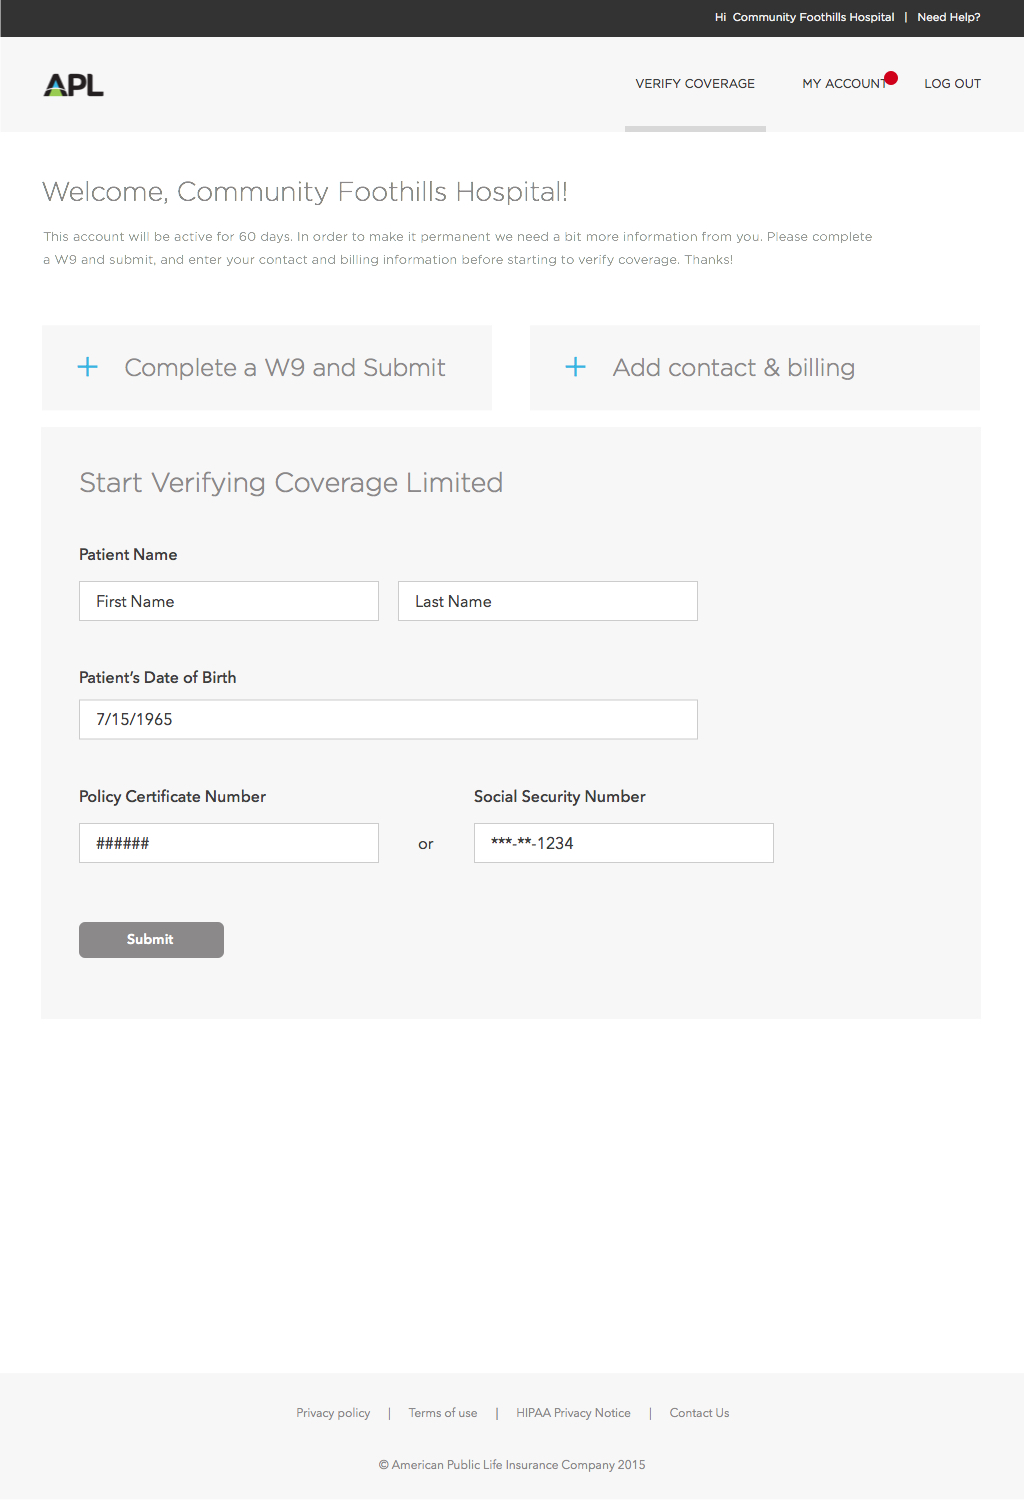 Hi Community Foothills Hospital | Need Help?
APL
VERIFY COVERAGE MY ACCOUNT LOG OUT
Welcome, Community Foothills Hospital!
This account will be active for 60 days. In order to make it permanent we need a bit more information from you. Please complete
a W9 and submit, and enter your contact and billing information before starting to verify coverage. Thanks!
+ Complete a W9 and Submit
+ Add contact & billing
Start Verifying Coverage Limited
Patient Name
First Name Last Name
Patient's Date of Birth
7/15/1965
Policy Certificate Number Social Security Number
###### or ***-**-1234
Submit
Privacy policy | Terms of use | HIPAA Privacy Notice | Contact Us
© American Public Life Insurance Company 2015